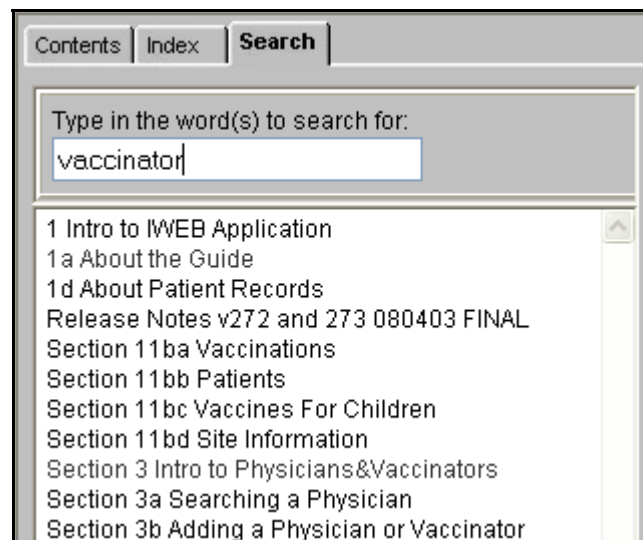 Contents Index Search
Type in the word(s) to search for:
vaccinator
1 Intro to IWEB Application
1a About the Guide
1d About Patient Records
Release Notes v272 and 273 080403 FINAL
Section 11ba Vaccinations
Section 11bb Patients
Section 11bc Vaccines For Children
Section 11bd Site Information
Section 3 Intro to Physicians&Vaccinators
Section 3a Searching a Physician
Section 3b Adding a Physician or Vaccinator